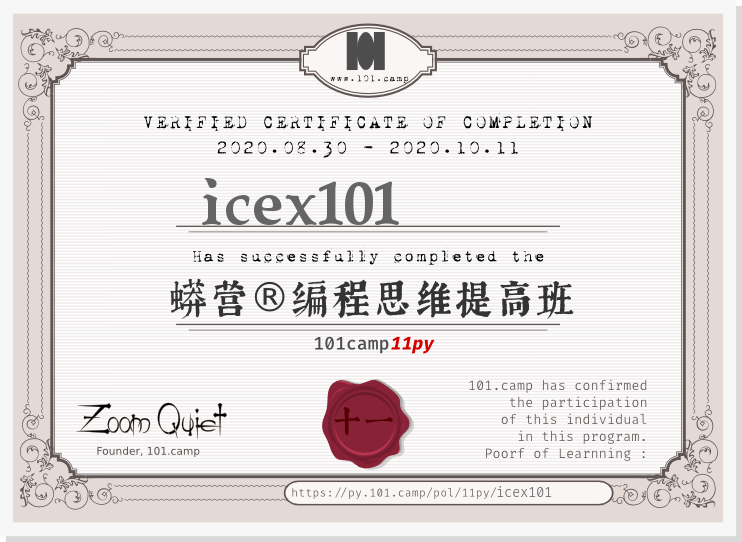 101
www.101.camp
VERIFIED CERTIFICATE OF COMPLETION
2020.08.30 - 2020.10.11
icex101
Has successfully completed the
蟒营®编程思维提高班
101camp11py
Zoom Quiet
Founder, 101.camp
十一
101.camp has confirmed
the participation
of this individual
in this program.
Poorf of Learnning :
https://py.101.camp/pol/11py/icex101